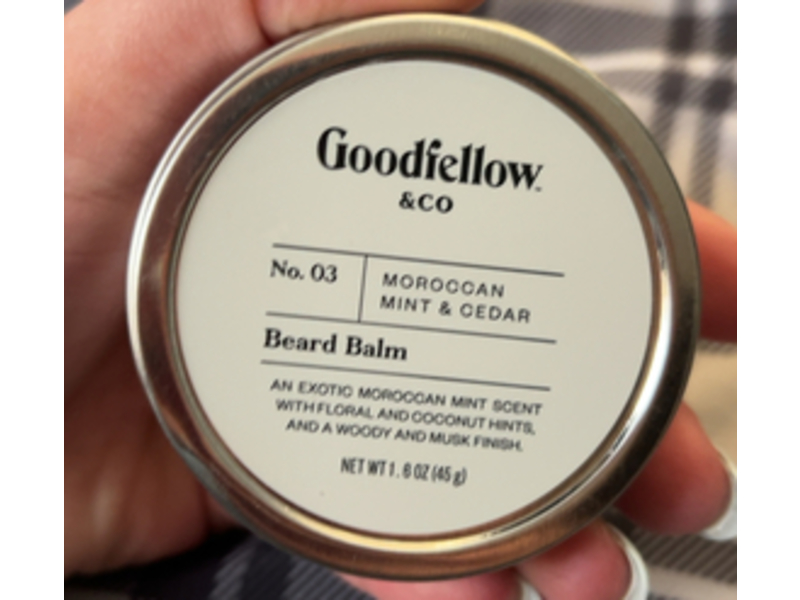 Goodfellow™
&CO
No. 03
MOROCCAN
MINT & CEDAR
Beard Balm
AN EXOTIC MOROCCAN MINT SCENT
WITH FLORAL AND COCONUT HINTS,
AND A WOODY AND MUSK FINISH.
NET WT 1.6 OZ (45 g)